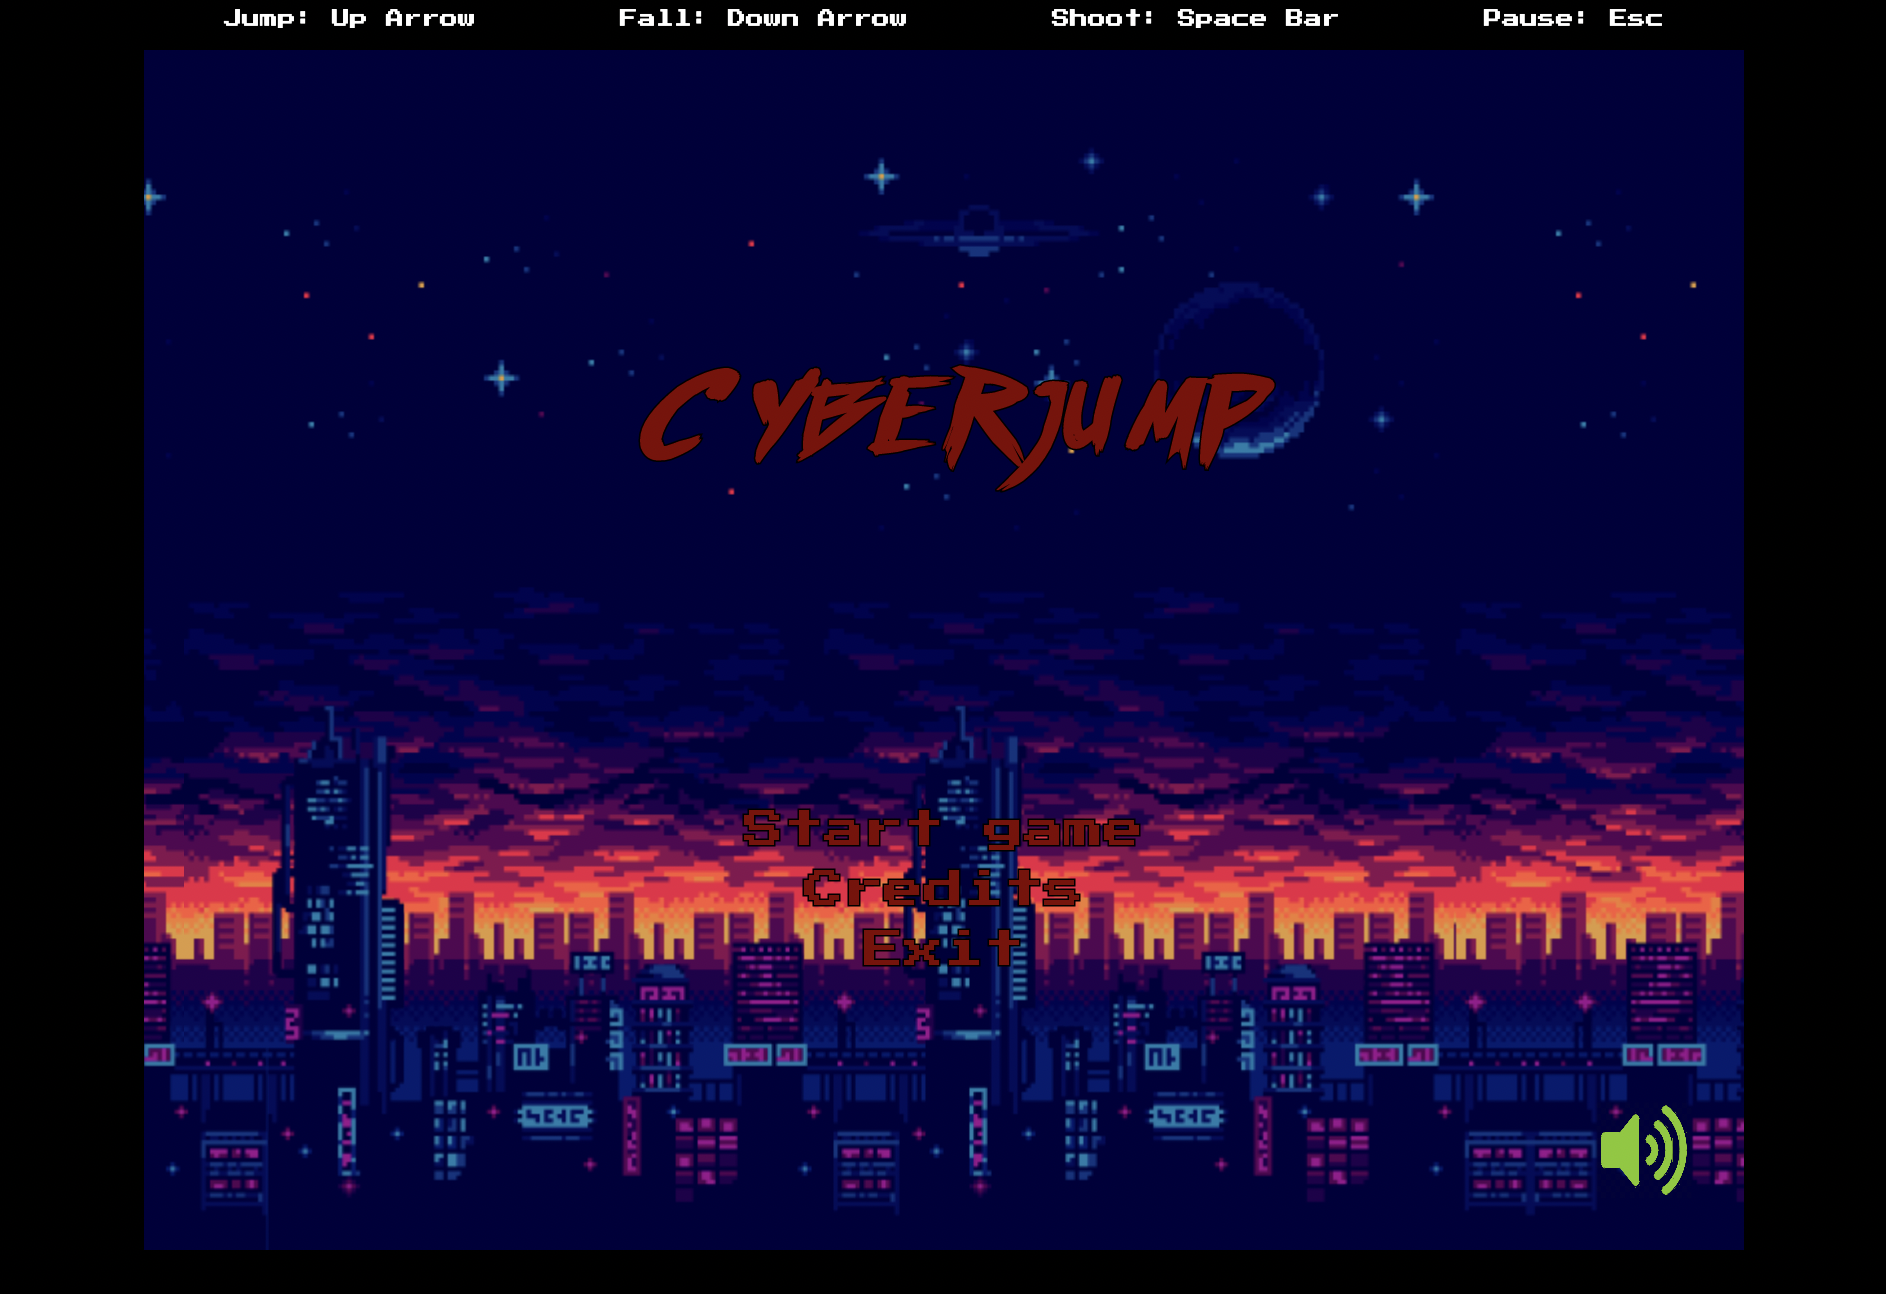 Jump: Up Arrow Fall: Down Arrow Shoot: Space Bar Pause: Esc
CYBERJUMP
Start game
Credits
Exit